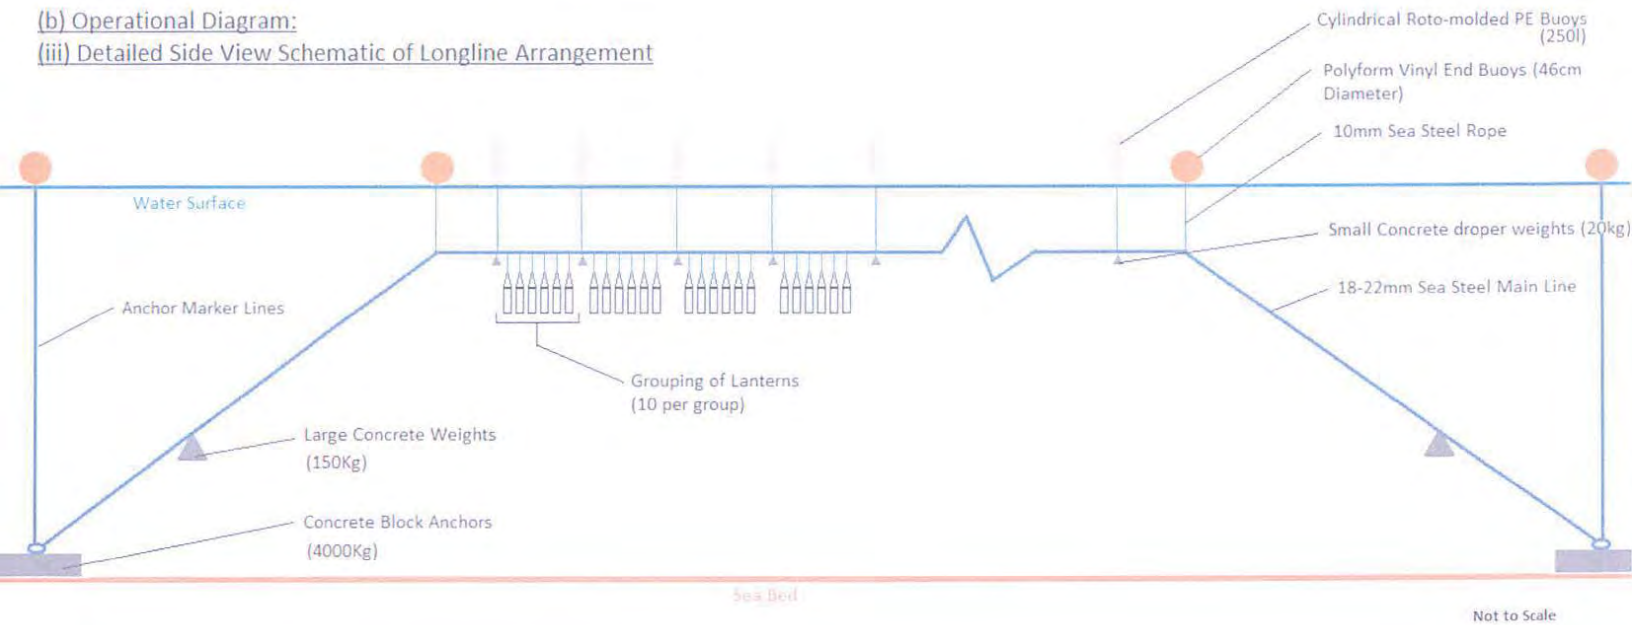 (b) Operational Diagram:
(iii) Detailed Side View Schematic of Longline Arrangement
Cylindrical Roto-molded PE Buoys
(250l)
Polyform Vinyl End Buoys (46cm
Diameter)
10mm Sea Steel Rope
Water Surface
Small Concrete droper weights (20kg)
18-22mm Sea Steel Main Line
Anchor Marker Lines
Grouping of Lanterns
(10 per group)
Large Concrete Weights
(150Kg)
Concrete Block Anchors
(4000Kg)
Sea Bed
Not to Scale